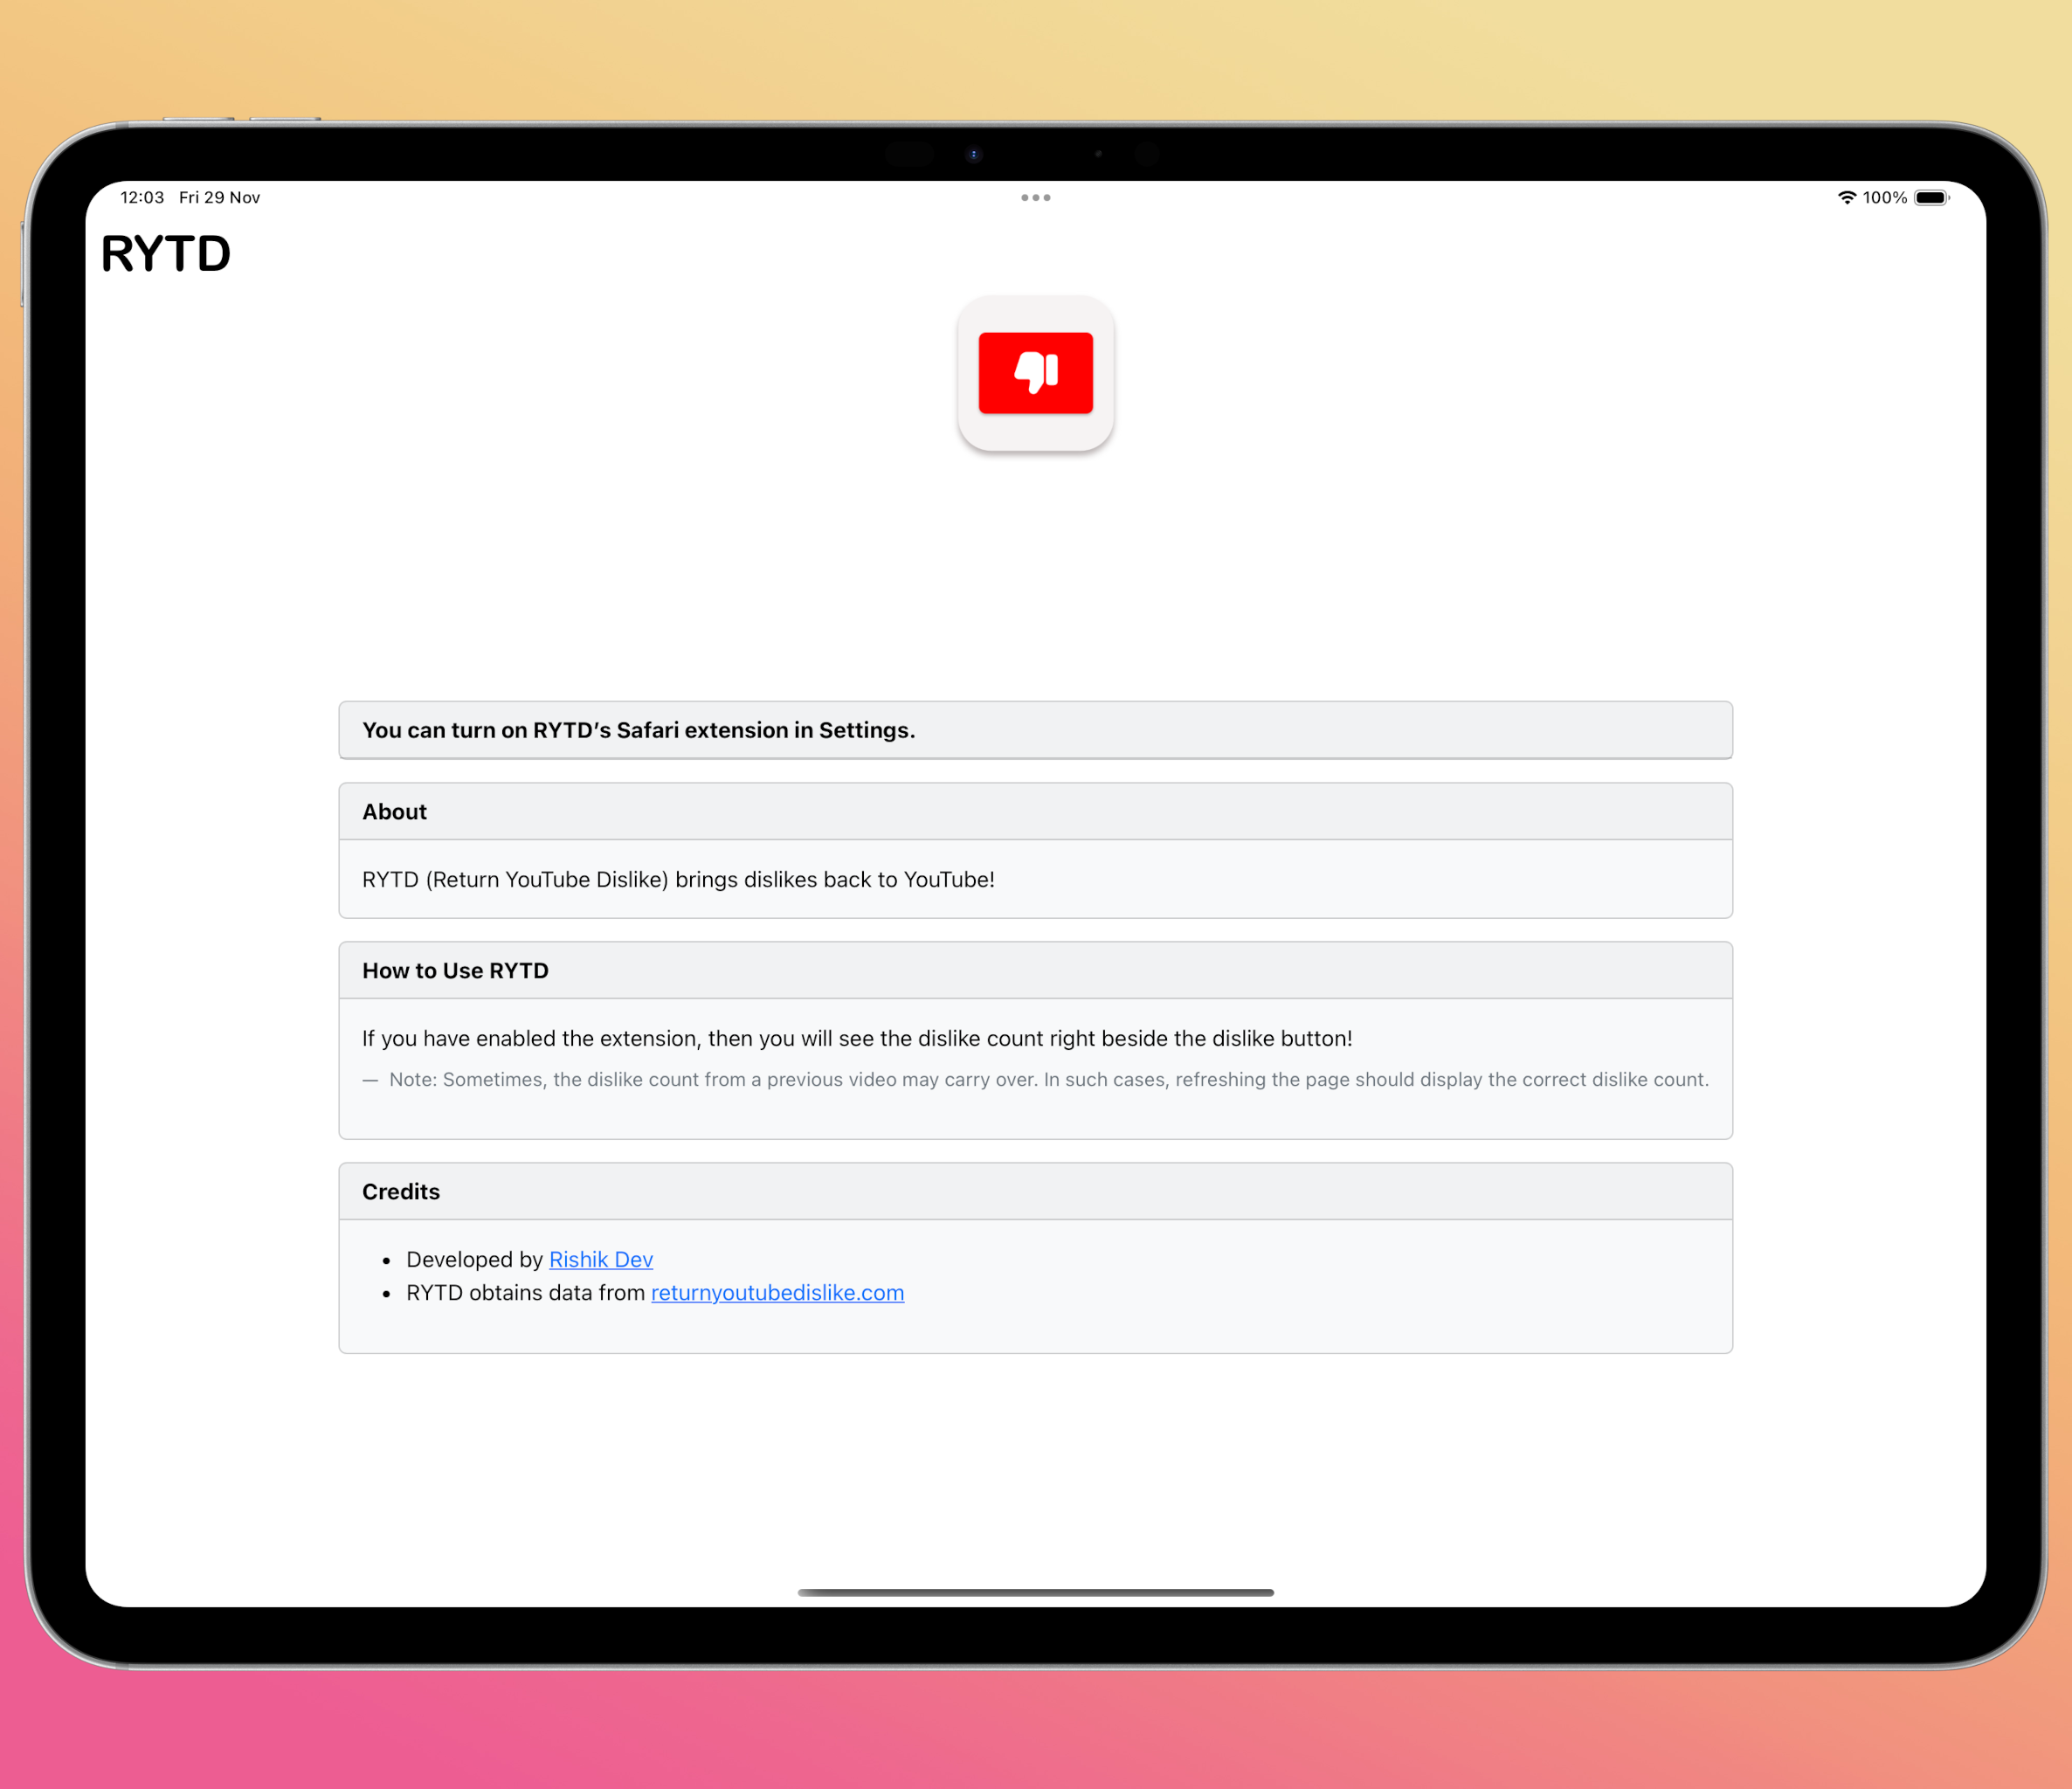 12:03 Fri 29 Nov
100%
RYTD
You can turn on RYTD’s Safari extension in Settings.
About
RYTD (Return YouTube Dislike) brings dislikes back to YouTube!
How to Use RYTD
If you have enabled the extension, then you will see the dislike count right beside the dislike button!
— Note: Sometimes, the dislike count from a previous video may carry over. In such cases, refreshing the page should display the correct dislike count.
Credits
• Developed by Rishik Dev
• RYTD obtains data from returnyoutubedislike.com